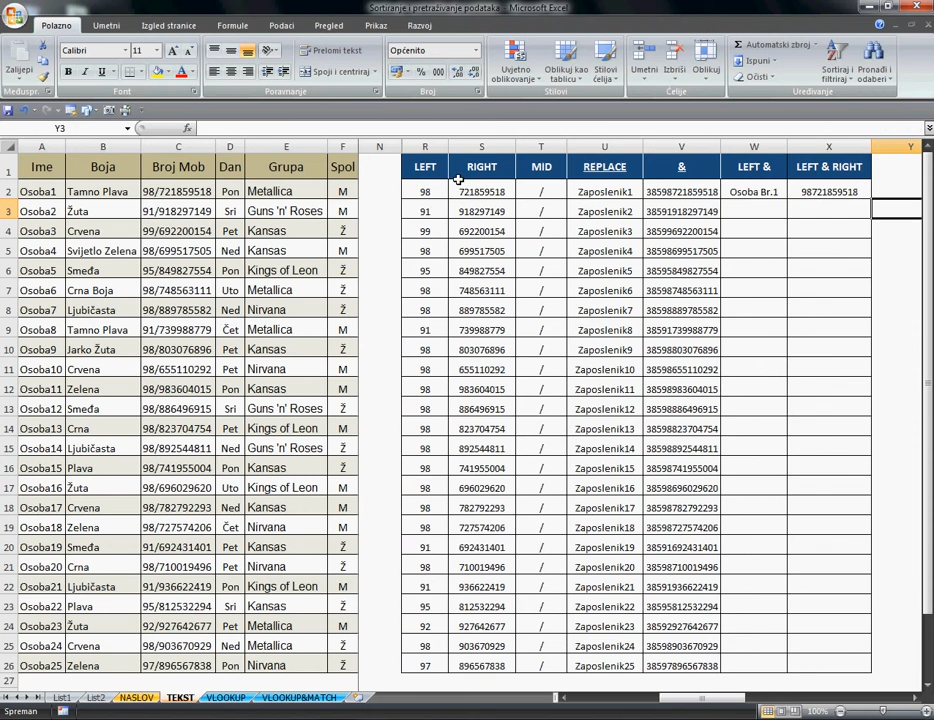 Sortiranje i pretraživanje podataka - Microsoft Excel
Polazno Umetni Izgled stranice Formule Podaci Pregled Prikaz Razvoj
Calibri 11 Prelomi tekst Općenito Automatski zbroj
Zalijepi B I U A Spoji i centriraj % 000 Uvjetno oblikovanje Oblikuj kao tablicu Stilovi ćelija Umetni Izbriši Oblikuj Ispuni Očisti Sortiraj i filtriraj Pronađi i odaberi
Međuspr... Font Poravnanje Broj Stilovi Ćelije Uređivanje
Y3 fx
A B C D E F N R S T U V W X Y
1 Ime Boja Broj Mob Dan Grupa Spol LEFT RIGHT MID REPLACE & LEFT & LEFT & RIGHT
2 Osoba1 Tamno Plava 98/721859518 Pon Metallica M 98 721859518 / Zaposlenik1 38598721859518 Osoba Br.1 98721859518
3 Osoba2 Žuta 91/918297149 Sri Guns 'n' Roses M 91 918297149 / Zaposlenik2 38591918297149
4 Osoba3 Crvena 99/692200154 Pet Kansas Ž 99 692200154 / Zaposlenik3 38599692200154
5 Osoba4 Svijetlo Zelena 98/699517505 Ned Kansas M 98 699517505 / Zaposlenik4 38598699517505
6 Osoba5 Smeđa 95/849827554 Pon Kings of Leon Ž 95 849827554 / Zaposlenik5 38595849827554
7 Osoba6 Crna Boja 98/748563111 Uto Metallica Ž 98 748563111 / Zaposlenik6 38598748563111
8 Osoba7 Ljubičasta 98/889785582 Ned Nirvana Ž 98 889785582 / Zaposlenik7 38598889785582
9 Osoba8 Tamno Plava 91/739988779 Čet Metallica M 91 739988779 / Zaposlenik8 38591739988779
10 Osoba9 Jarko Žuta 98/803076896 Pet Kansas Ž 98 803076896 / Zaposlenik9 38598803076896
11 Osoba10 Crvena 98/655110292 Pet Nirvana Ž 98 655110292 / Zaposlenik10 38598655110292
12 Osoba11 Zelena 98/983604015 Pet Kansas M 98 983604015 / Zaposlenik11 38598983604015
13 Osoba12 Smeđa 98/886496915 Sri Guns 'n' Roses Ž 98 886496915 / Zaposlenik12 38598886496915
14 Osoba13 Crna 98/823704754 Pet Kansas M 98 823704754 / Zaposlenik13 38598823704754
15 Osoba14 Ljubičasta 98/892544811 Ned Guns 'n' Roses M 98 892544811 / Zaposlenik14 38598892544811
16 Osoba15 Plava 98/741955004 Pon Kansas Ž 98 741955004 / Zaposlenik15 38598741955004
17 Osoba16 Žuta 98/696029620 Uto Kansas M 98 696029620 / Zaposlenik16 38598696029620
18 Osoba17 Crvena 98/782792293 Pet Kansas M 98 782792293 / Zaposlenik17 38598782792293
19 Osoba18 Zelena 98/727574206 Čet Nirvana M 98 727574206 / Zaposlenik18 38598727574206
20 Osoba19 Smeđa 91/692431401 Pet Kansas Ž 91 692431401 / Zaposlenik19 38591692431401
21 Osoba20 Crna 98/710019496 Pet Nirvana Ž 98 710019496 / Zaposlenik20 38598710019496
22 Osoba21 Ljubičasta 91/936622419 Pon Kings of Leon M 91 936622419 / Zaposlenik21 38591936622419
23 Osoba22 Plava 95/812532294 Sri Kansas Ž 95 812532294 / Zaposlenik22 38595812532294
24 Osoba23 Žuta 92/927642677 Pet Metallica M 92 927642677 / Zaposlenik23 38592927642677
25 Osoba24 Crvena 98/903670929 Ned Kansas M 98 903670929 / Zaposlenik24 38598903670929
26 Osoba25 Zelena 97/896567838 Pon Nirvana Ž 97 896567838 / Zaposlenik25 38597896567838
27
List1 List2 NASLOV TEKST VLOOKUP VLOOKUP&MATCH
Spreman 100%